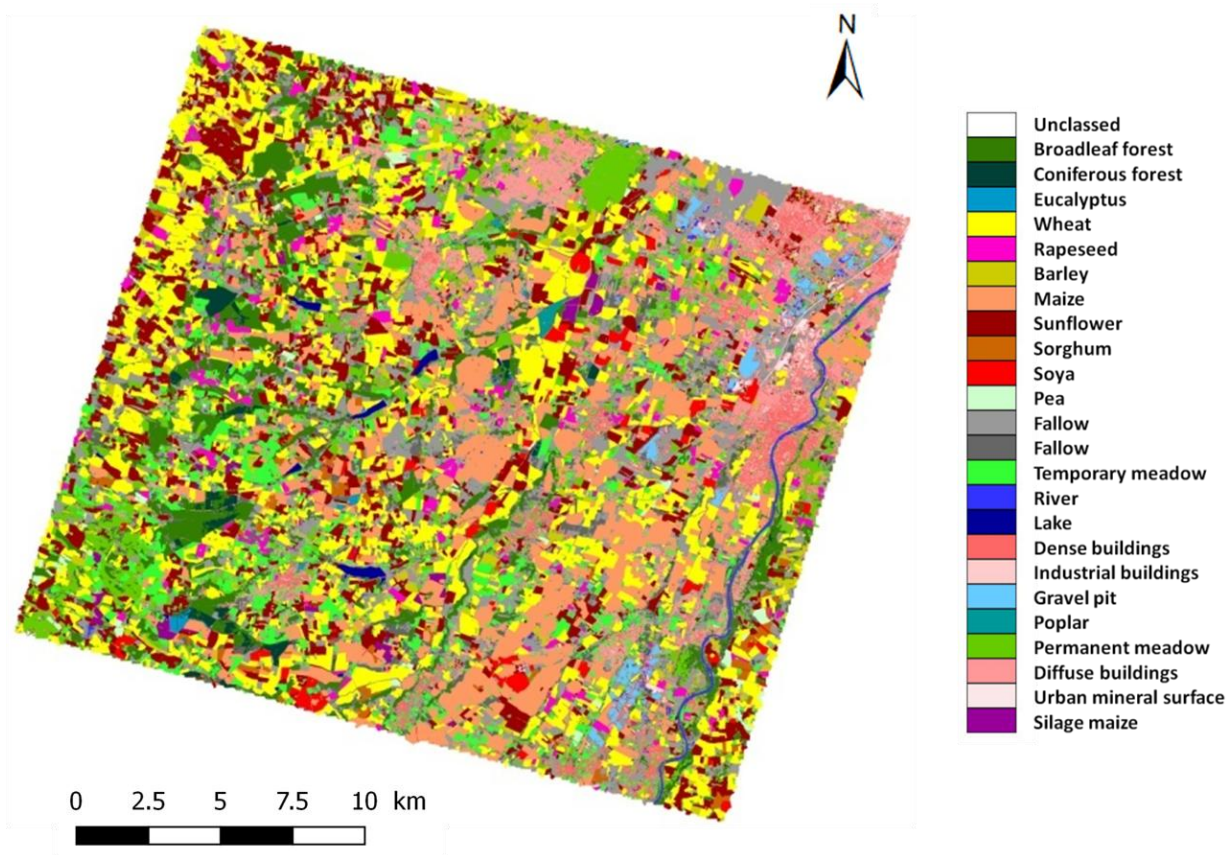 N
Unclassed
Broadleaf forest
Coniferous forest
Eucalyptus
Wheat
Rapeseed
Barley
Maize
Sunflower
Sorghum
Soya
Pea
Fallow
Fallow
Temporary meadow
River
Lake
Dense buildings
Industrial buildings
Gravel pit
Poplar
Permanent meadow
Diffuse buildings
Urban mineral surface
Silage maize
0 2.5 5 7.5 10 km